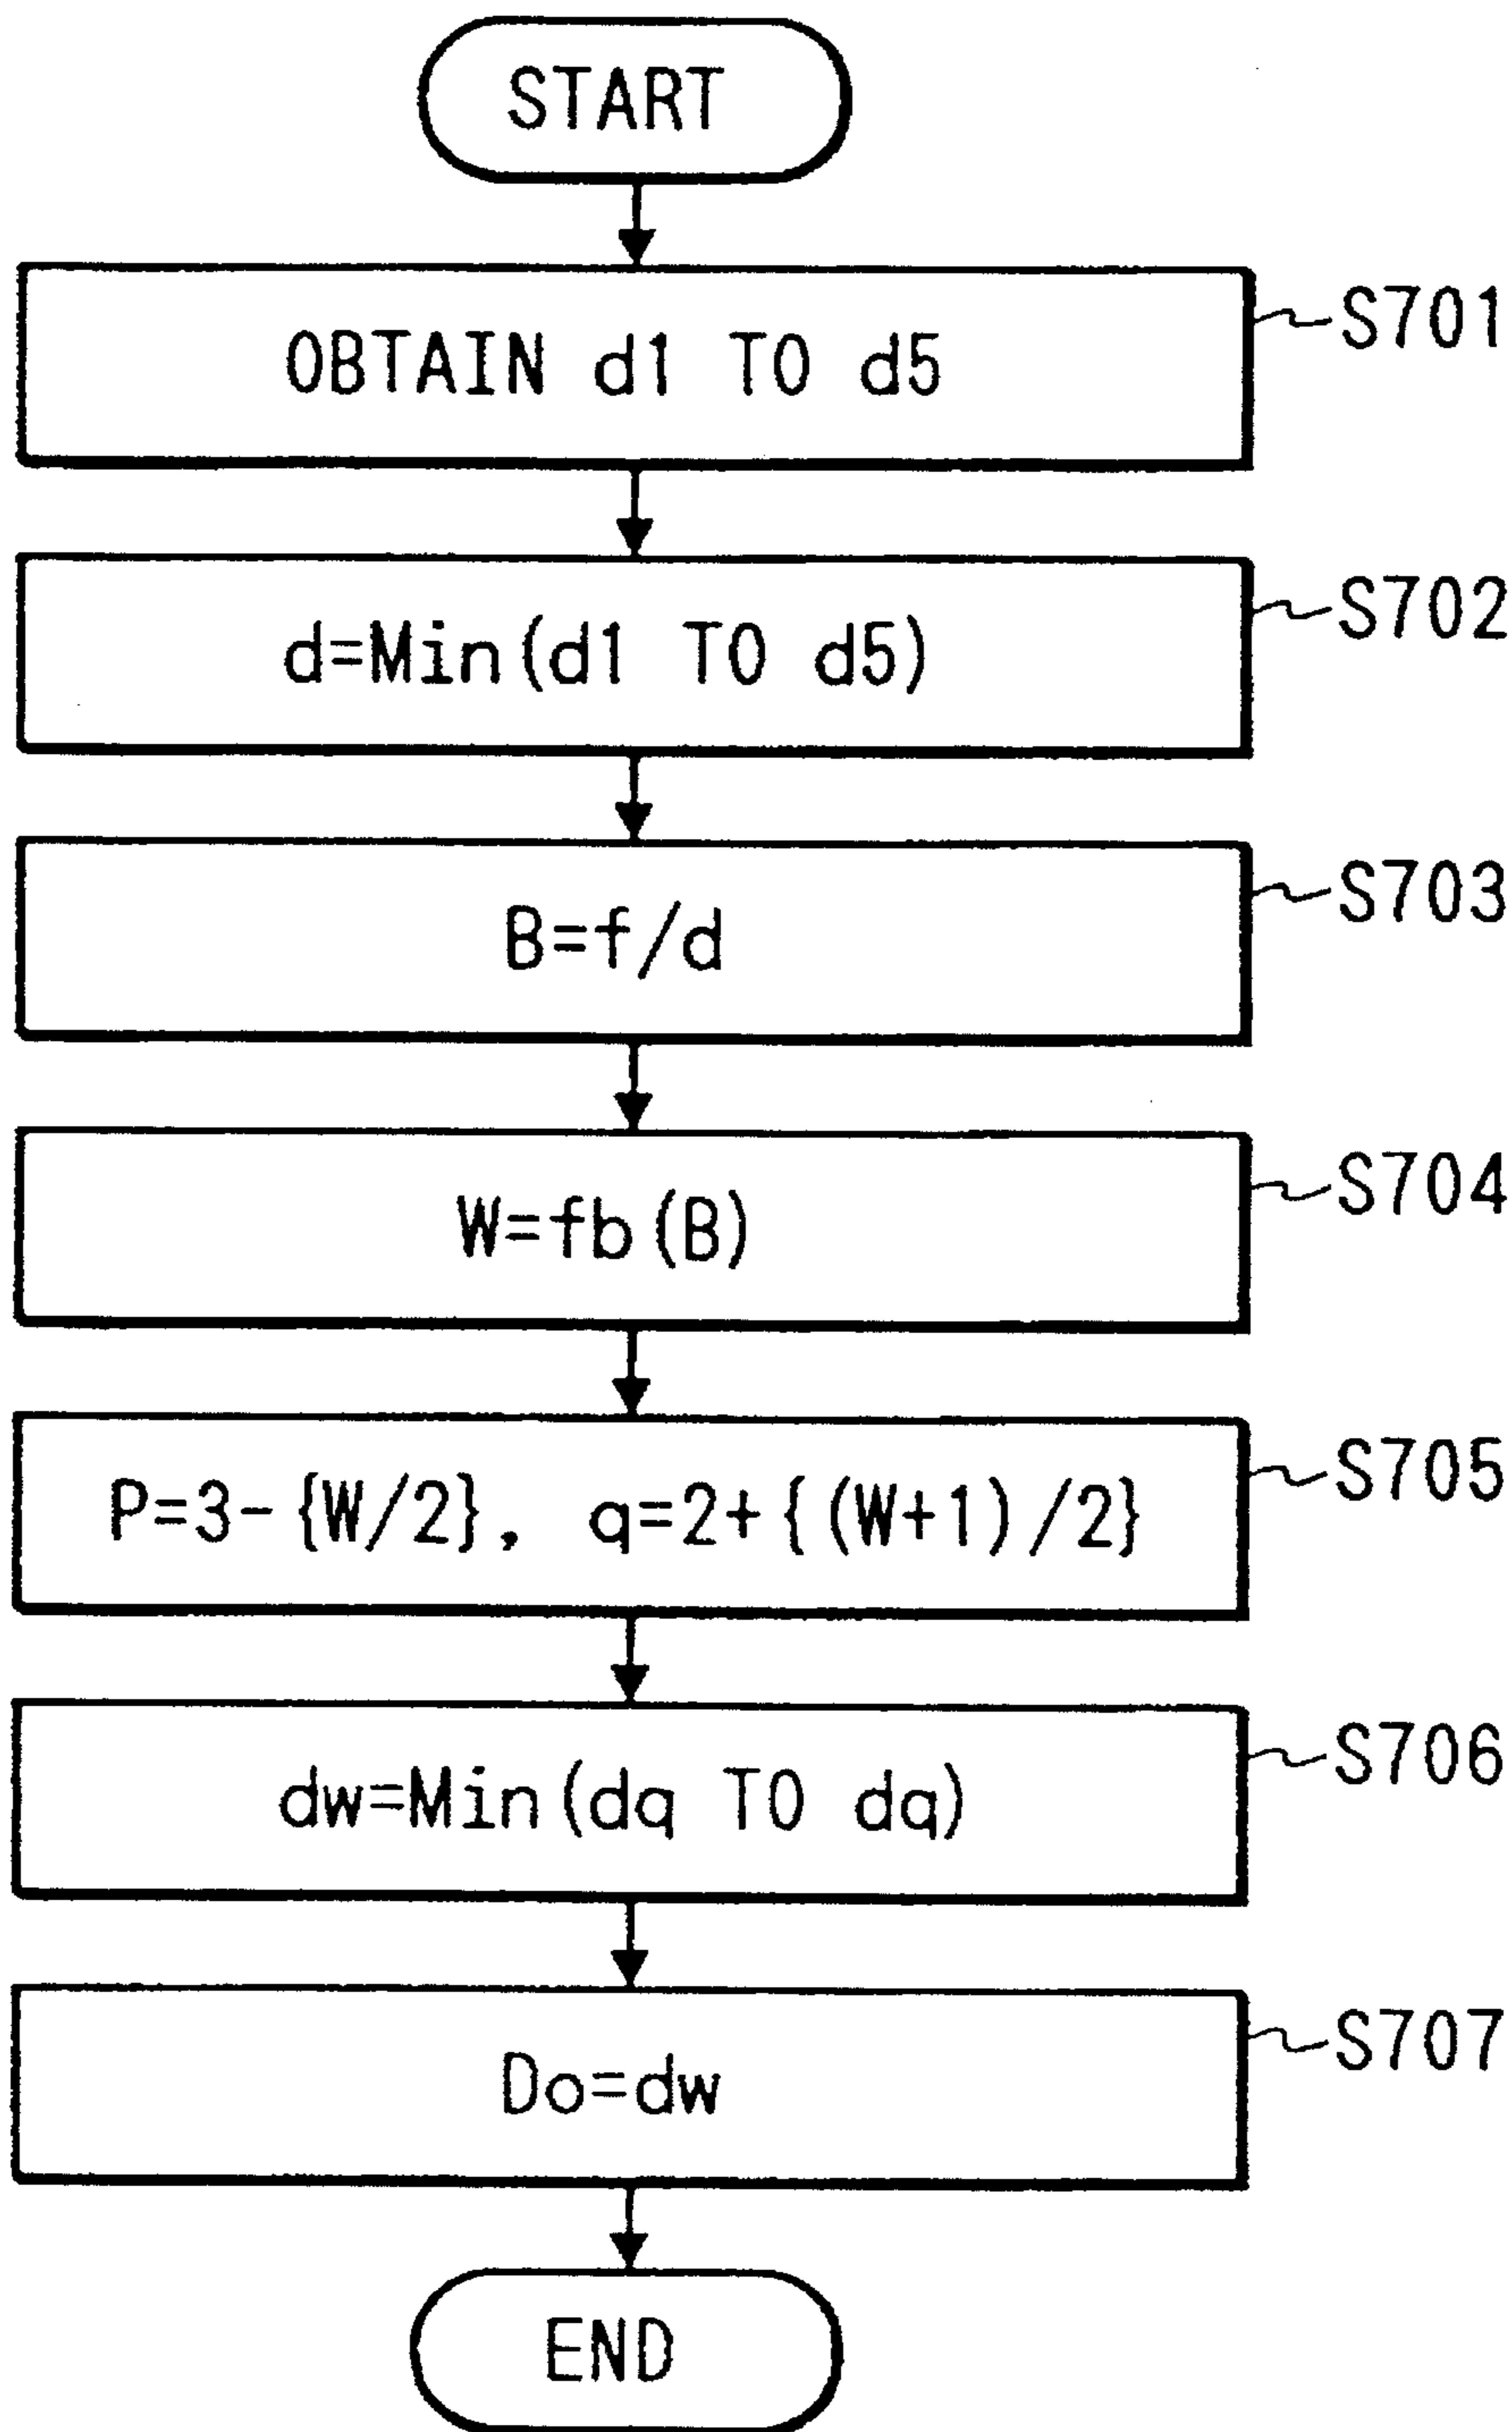 START
OBTAIN d1 TO d5
S701
d=Min(d1 TO d5)
S702
B=f/d
S703
W=fb(B)
S704
P=3-{W/2}, q=2+{(W+1)/2}
S705
dw=Min(dq TO dq)
S706
Do=dw
S707
END